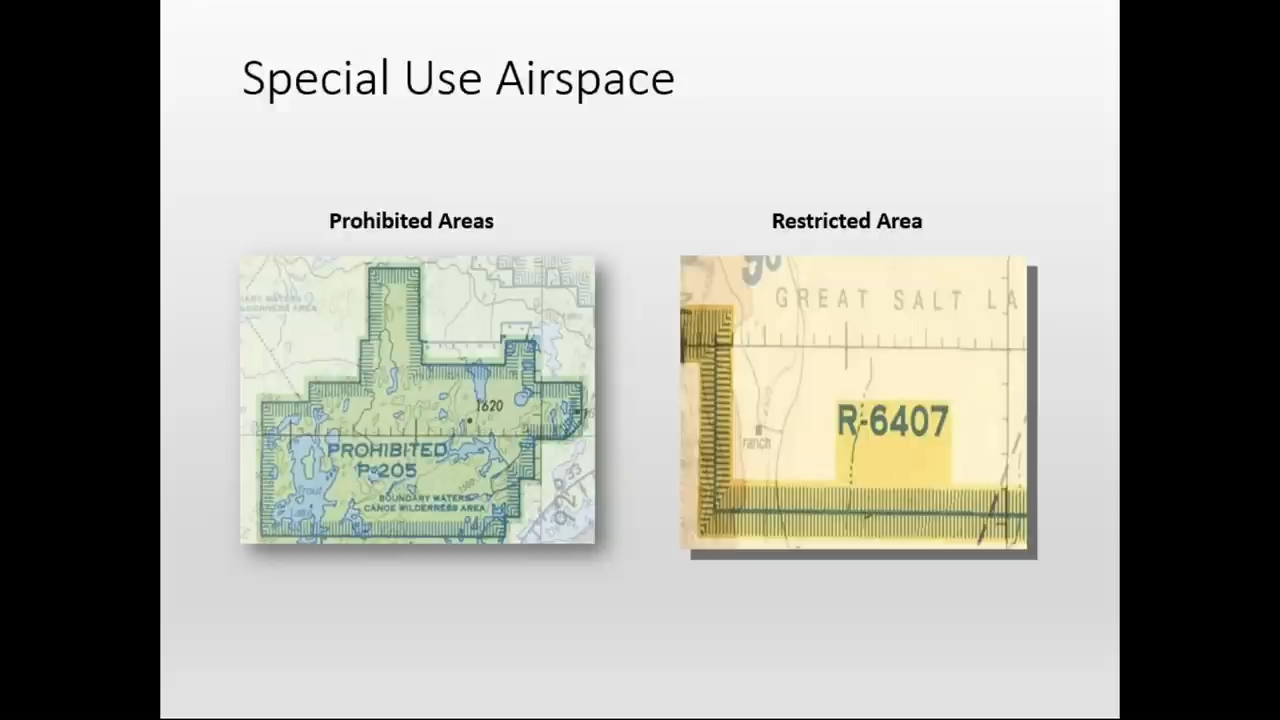 Special Use Airspace
Prohibited Areas
Restricted Area
1620
PROHIBITED
P-205
Trout
BOUNDARY WATERS
CANOE WILDERNESS AREA
GREAT SALT LA
R-6407
ranch